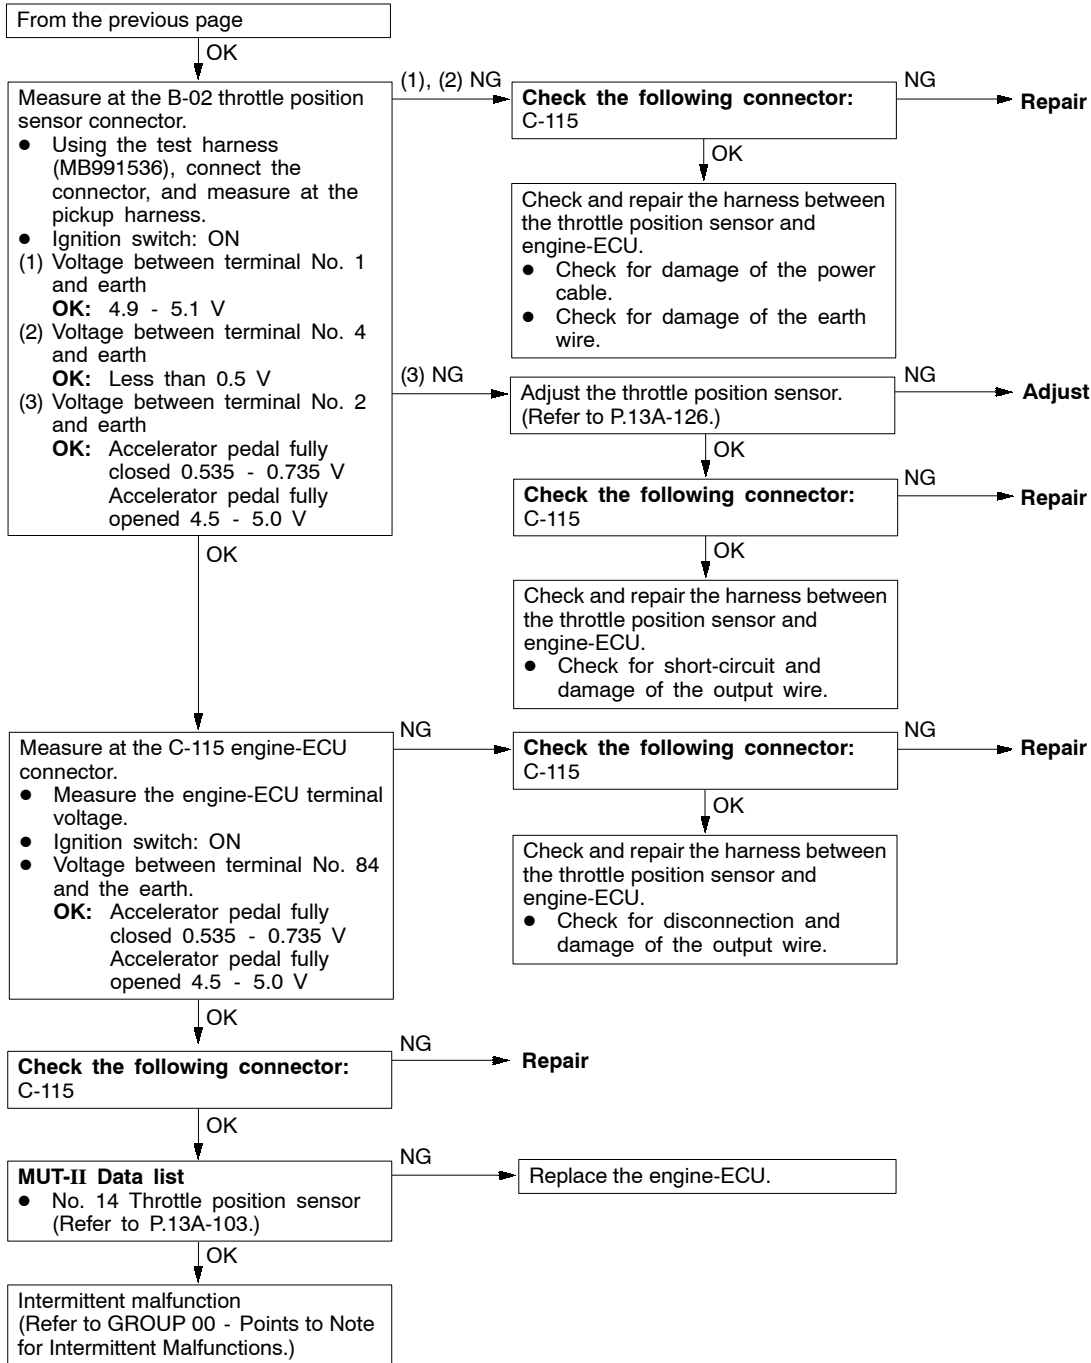 From the previous page
OK
Measure at the B-02 throttle position
sensor connector.
● Using the test harness
(MB991536), connect the
connector, and measure at the
pickup harness.
● Ignition switch: ON
(1) Voltage between terminal No. 1
and earth
OK: 4.9 - 5.1 V
(2) Voltage between terminal No. 4
and earth
OK: Less than 0.5 V
(3) Voltage between terminal No. 2
and earth
OK: Accelerator pedal fully
closed 0.535 - 0.735 V
Accelerator pedal fully
opened 4.5 - 5.0 V
(1), (2) NG
Check the following connector:
C-115
NG
Repair
OK
Check and repair the harness between
the throttle position sensor and
engine-ECU.
● Check for damage of the power
cable.
● Check for damage of the earth
wire.
(3) NG
Adjust the throttle position sensor.
(Refer to P.13A-126.)
NG
Adjust
OK
Check the following connector:
C-115
NG
Repair
OK
Check and repair the harness between
the throttle position sensor and
engine-ECU.
● Check for short-circuit and
damage of the output wire.
OK
Measure at the C-115 engine-ECU
connector.
● Measure the engine-ECU terminal
voltage.
● Ignition switch: ON
● Voltage between terminal No. 84
and the earth.
OK: Accelerator pedal fully
closed 0.535 - 0.735 V
Accelerator pedal fully
opened 4.5 - 5.0 V
NG
Check the following connector:
C-115
NG
Repair
OK
Check and repair the harness between
the throttle position sensor and
engine-ECU.
● Check for disconnection and
damage of the output wire.
OK
Check the following connector:
C-115
NG
Repair
OK
MUT-II Data list
● No. 14 Throttle position sensor
(Refer to P.13A-103.)
NG
Replace the engine-ECU.
OK
Intermittent malfunction
(Refer to GROUP 00 - Points to Note
for Intermittent Malfunctions.)